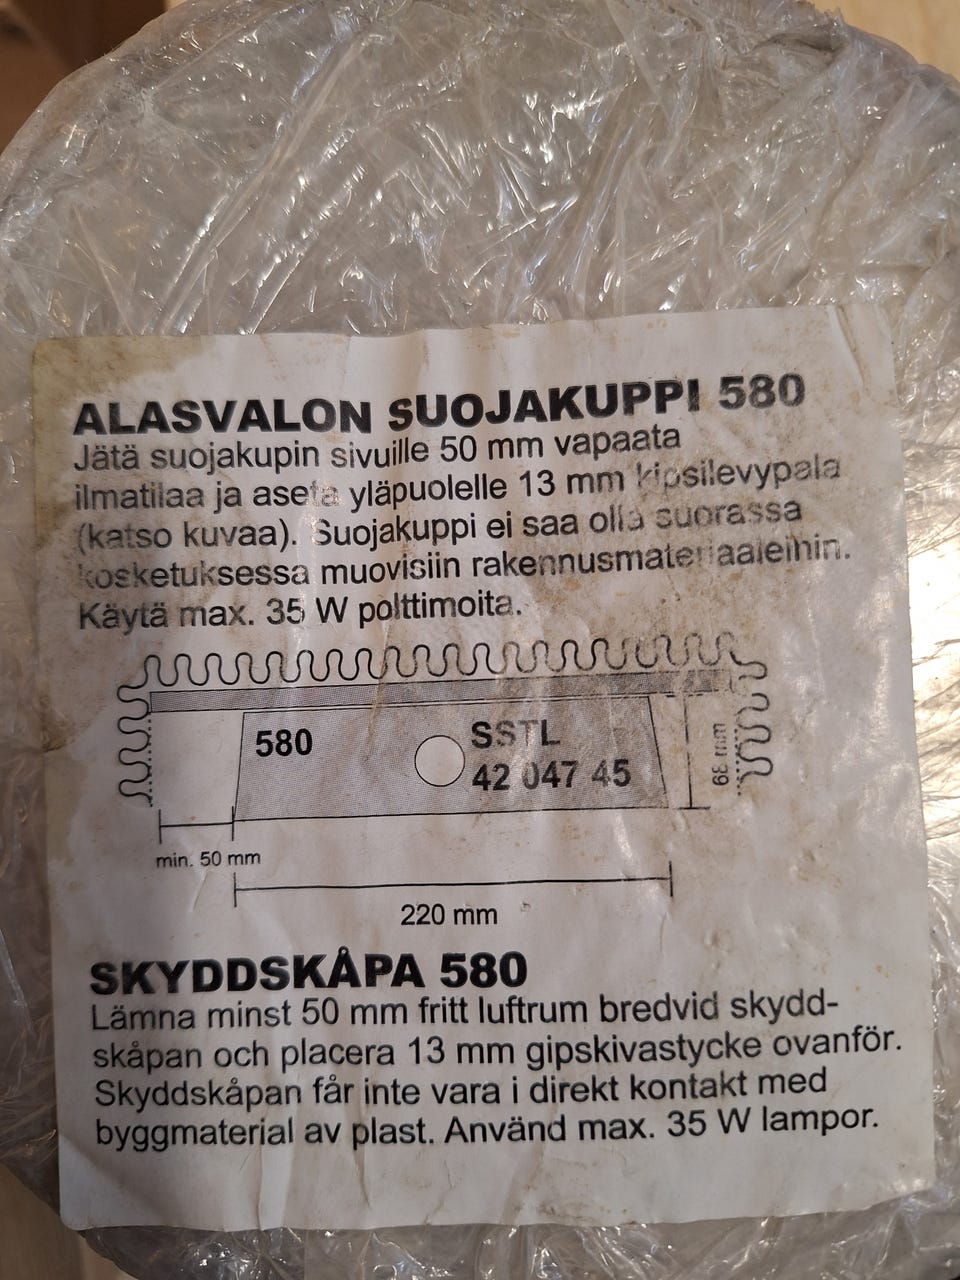 ALASVALON SUOJAKUPPI 580
Jätä suojakupin sivuille 50 mm vapaata
ilmatilaa ja aseta yläpuolelle 13 mm kipsilevypala
(katso kuvaa). Suojakuppi ei saa olla suorassa
kosketuksessa muovisiin rakennusmateriaaleihin.
Käytä max. 35 W polttimoita.
580
SSTL
42 047 45
68 mm
min. 50 mm
220 mm
SKYDDSKÅPA 580
Lämna minst 50 mm fritt luftrum bredvid skydd-
skåpan och placera 13 mm gipskivastycke ovanför.
Skyddskåpan får inte vara i direkt kontakt med
byggmaterial av plast. Använd max. 35 W lampor.